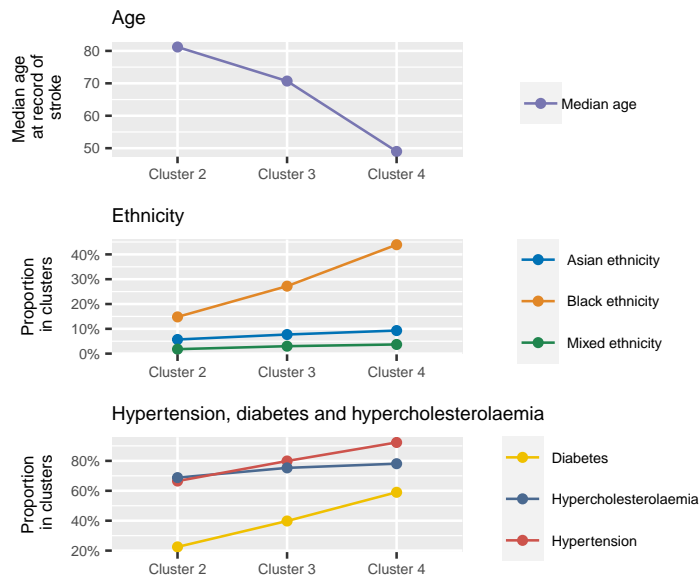 Age
Median age
at record of
stroke
80
70
60
50
Cluster 2
Cluster 3
Cluster 4
Median age
Ethnicity
Proportion
in clusters
40%
30%
20%
10%
0%
Cluster 2
Cluster 3
Cluster 4
Asian ethnicity
Black ethnicity
Mixed ethnicity
Hypertension, diabetes and hypercholesterolaemia
Proportion
in clusters
80%
60%
40%
20%
Cluster 2
Cluster 3
Cluster 4
Diabetes
Hypercholesterolaemia
Hypertension